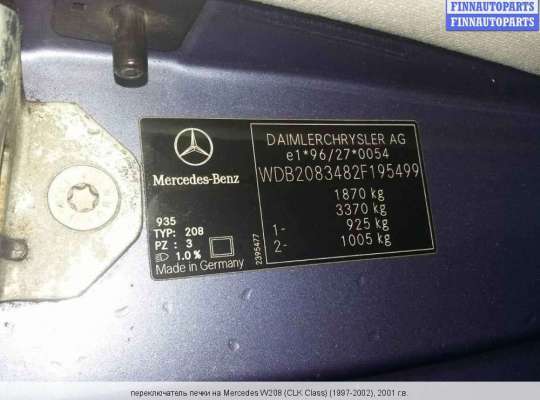 FINNAUTOPARTS
FINNAUTOPARTS
DAIMLERCHRYSLER AG
e1*96/27*0054
WDB2083482F195499
1870 kg
3370 kg
1- 925 kg
2- 1005 kg
Mercedes-Benz
935
TYP: 208
PZ : 3
1.0%
Made in Germany
2395477
переключатель печки на Mercedes W208 (CLK Class) (1997-2002), 2001 г.в.